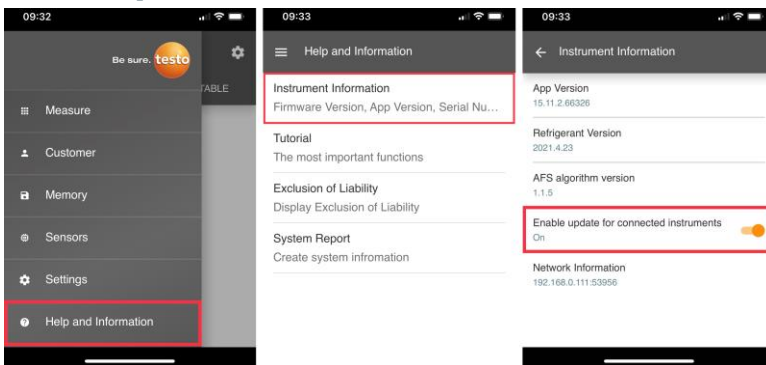 09:32
Be sure. testo
TABLE
Measure
Customer
Memory
Sensors
Settings
Help and Information
09:33
Help and Information
Instrument Information
Firmware Version, App Version, Serial Nu...
Tutorial
The most important functions
Exclusion of Liability
Display Exclusion of Liability
System Report
Create system infromation
09:33
Instrument Information
App Version
15.11.2.66326
Refrigerant Version
2021.4.23
AFS algorithm version
1.1.5
Enable update for connected instruments
On
Network Information
192.168.0.111:53956